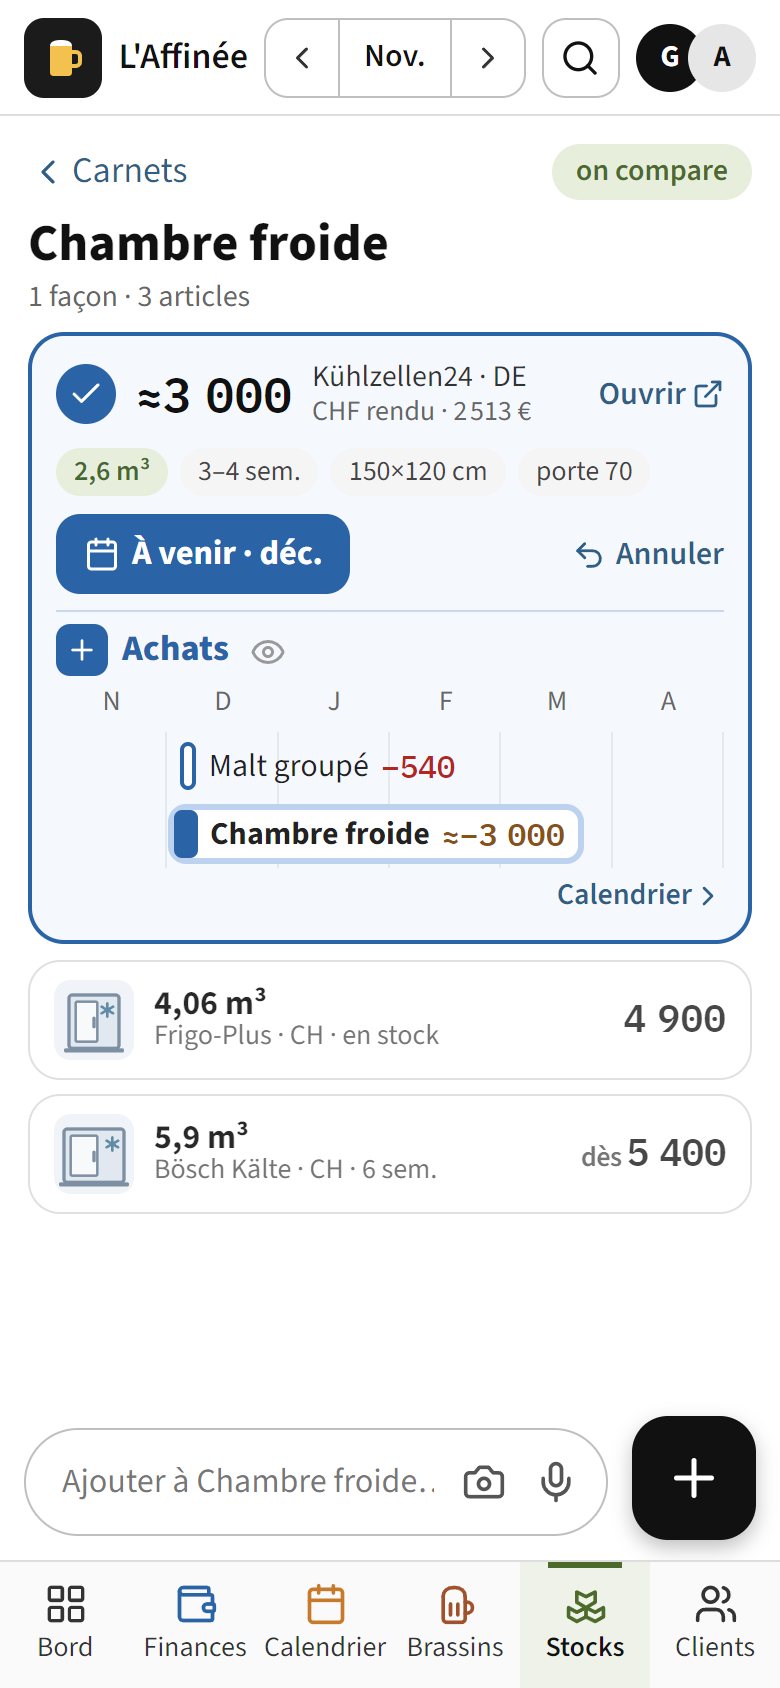 L'Affinée
Nov.
G
A
Carnets
on compare
Chambre froide
1 façon · 3 articles
≈3 000
Kühlzellen24 · DE
CHF rendu · 2 513 €
Ouvrir
2,6 m³
3–4 sem.
150×120 cm
porte 70
À venir · déc.
Annuler
Achats
N D J F M A
Malt groupé −540
Chambre froide ≈−3 000
Calendrier
4,06 m³
Frigo-Plus · CH · en stock
4 900
5,9 m³
Bösch Kälte · CH · 6 sem.
dès 5 400
Ajouter à Chambre froide..
Bord
Finances
Calendrier
Brassins
Stocks
Clients